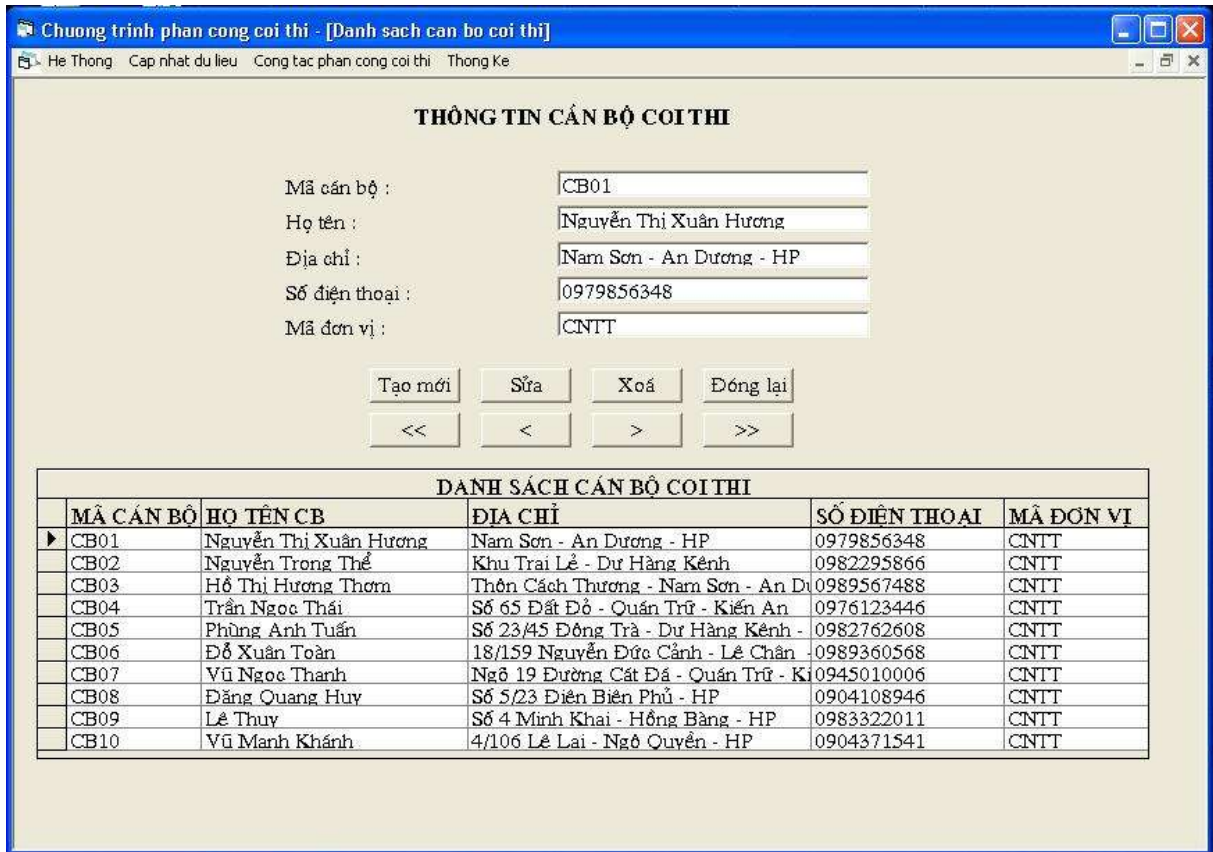 Chuong trinh phan cong coi thi - [Danh sach can bo coi thi]
He Thong Cap nhat du lieu Cong tac phan cong coi thi Thong Ke
THÔNG TIN CÁN BỘ COI THI
Mã cán bộ : CB01
Họ tên : Nguyễn Thị Xuân Hương
Địa chỉ : Nam Sơn - An Dương - HP
Số điện thoại : 0979856348
Mã đơn vị : CNTT
Tạo mới Sửa Xoá Đóng lại
<< < > >>
DANH SÁCH CÁN BỘ COI THI
MÃ CÁN BỘ HỌ TÊN CB ĐỊA CHỈ SỐ ĐIỆN THOẠI MÃ ĐƠN VỊ
CB01 Nguyễn Thị Xuân Hương Nam Sơn - An Dương - HP 0979856348 CNTT
CB02 Nguyễn Trọng Thể Khu Trại Lẻ - Dư Hàng Kênh 0982295866 CNTT
CB03 Hồ Thị Hương Thơm Thôn Cách Thượng - Nam Sơn - An 0989567488 CNTT
CB04 Trần Ngọc Thái Số 65 Đất Đỏ - Quán Trữ - Kiến An 0976123446 CNTT
CB05 Phùng Anh Tuấn Số 23/45 Đông Trà - Dư Hàng Kênh - 0982762608 CNTT
CB06 Đỗ Xuân Toàn 18/159 Nguyễn Đức Cảnh - Lê Chân - 0989360568 CNTT
CB07 Vũ Ngọc Thanh Ngõ 19 Đường Cát Đá - Quán Trữ - Ki 0945010006 CNTT
CB08 Đặng Quang Huy Số 5/23 Điện Biên Phủ - HP 0904108946 CNTT
CB09 Lê Thụy Số 4 Minh Khai - Hồng Bàng - HP 0983322011 CNTT
CB10 Vũ Mạnh Khánh 4/106 Lê Lai - Ngô Quyền - HP 0904371541 CNTT